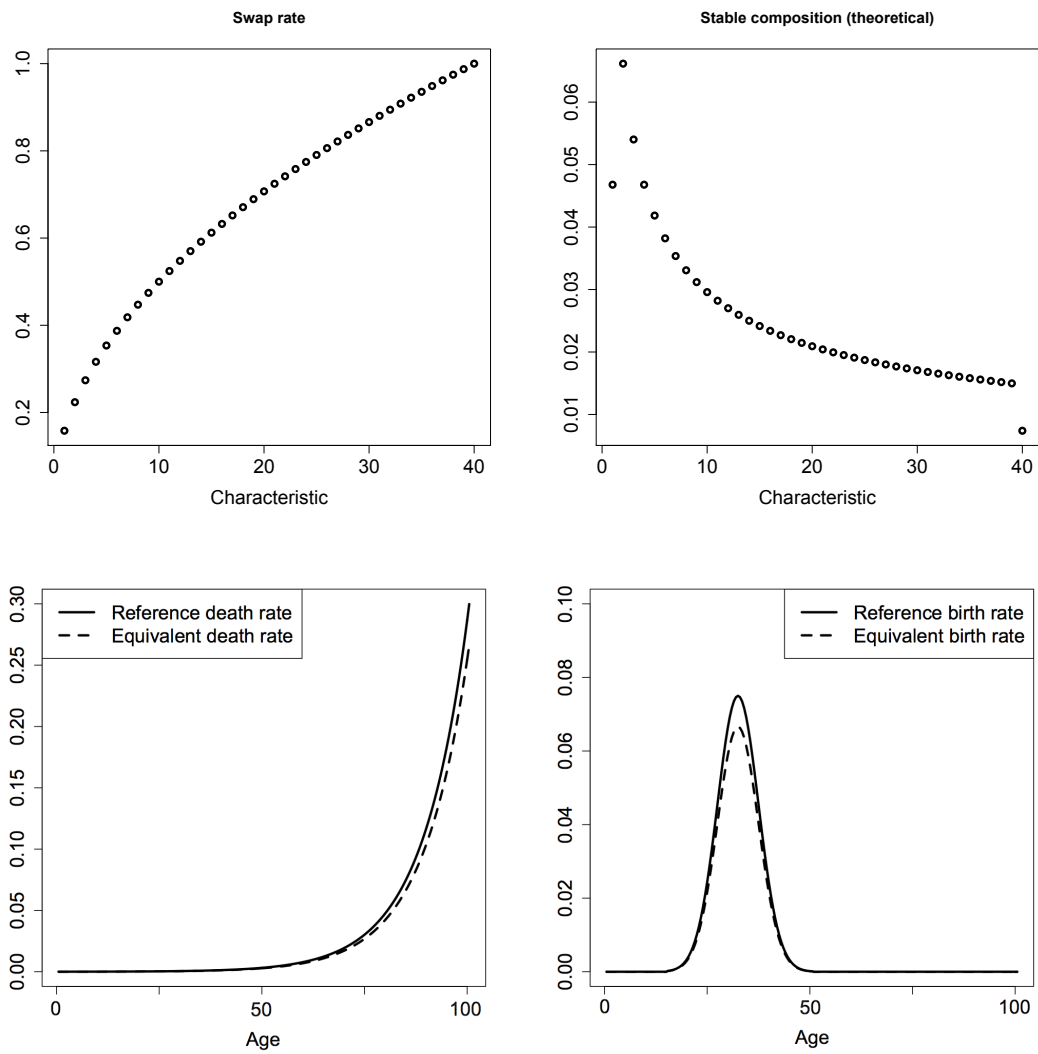 Swap rate
1.0
0.8
0.6
0.4
0.2
0 10 20 30 40
Characteristic
Stable composition (theoretical)
0.06
0.05
0.04
0.03
0.02
0.01
0 10 20 30 40
Characteristic
Reference death rate
Equivalent death rate
0.30
0.25
0.20
0.15
0.10
0.05
0.00
0 50 100
Age
Reference birth rate
Equivalent birth rate
0.10
0.08
0.06
0.04
0.02
0.00
0 50 100
Age